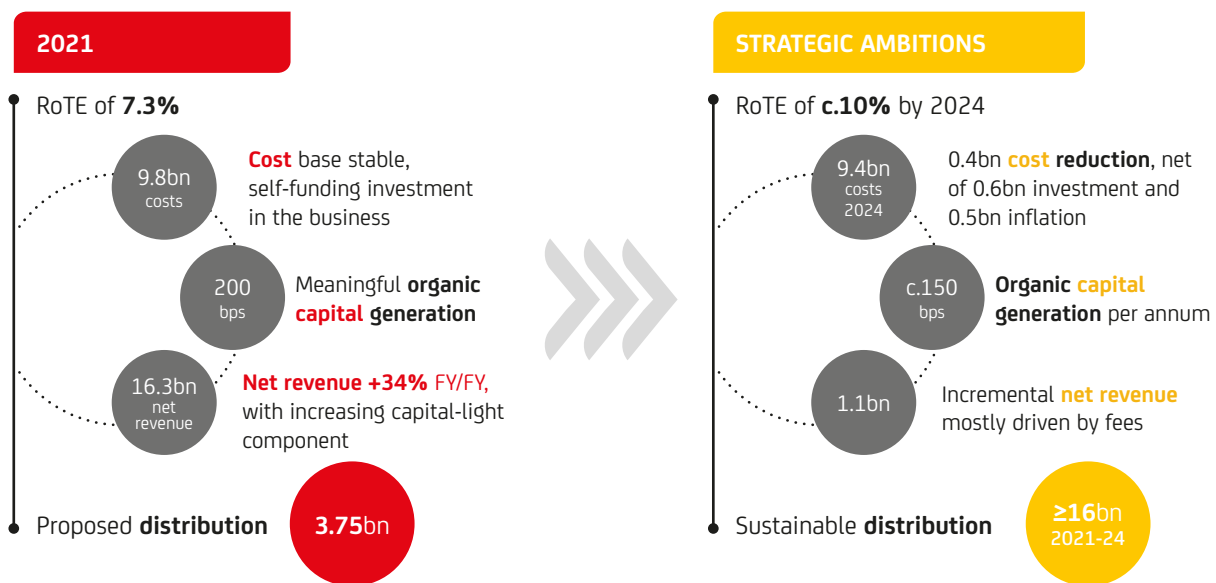 2021
RoTE of 7.3%
9.8bn
costs
Cost base stable,
self-funding investment
in the business
200
bps
Meaningful organic
capital generation
16.3bn
net
revenue
Net revenue +34% FY/FY,
with increasing capital-light
component
Proposed distribution
3.75bn
STRATEGIC AMBITIONS
RoTE of c.10% by 2024
9.4bn
costs
2024
0.4bn cost reduction, net
of 0.6bn investment and
0.5bn inflation
c.150
bps
Organic capital
generation per annum
1.1bn
Incremental net revenue
mostly driven by fees
Sustainable distribution
≥16bn
2021-24